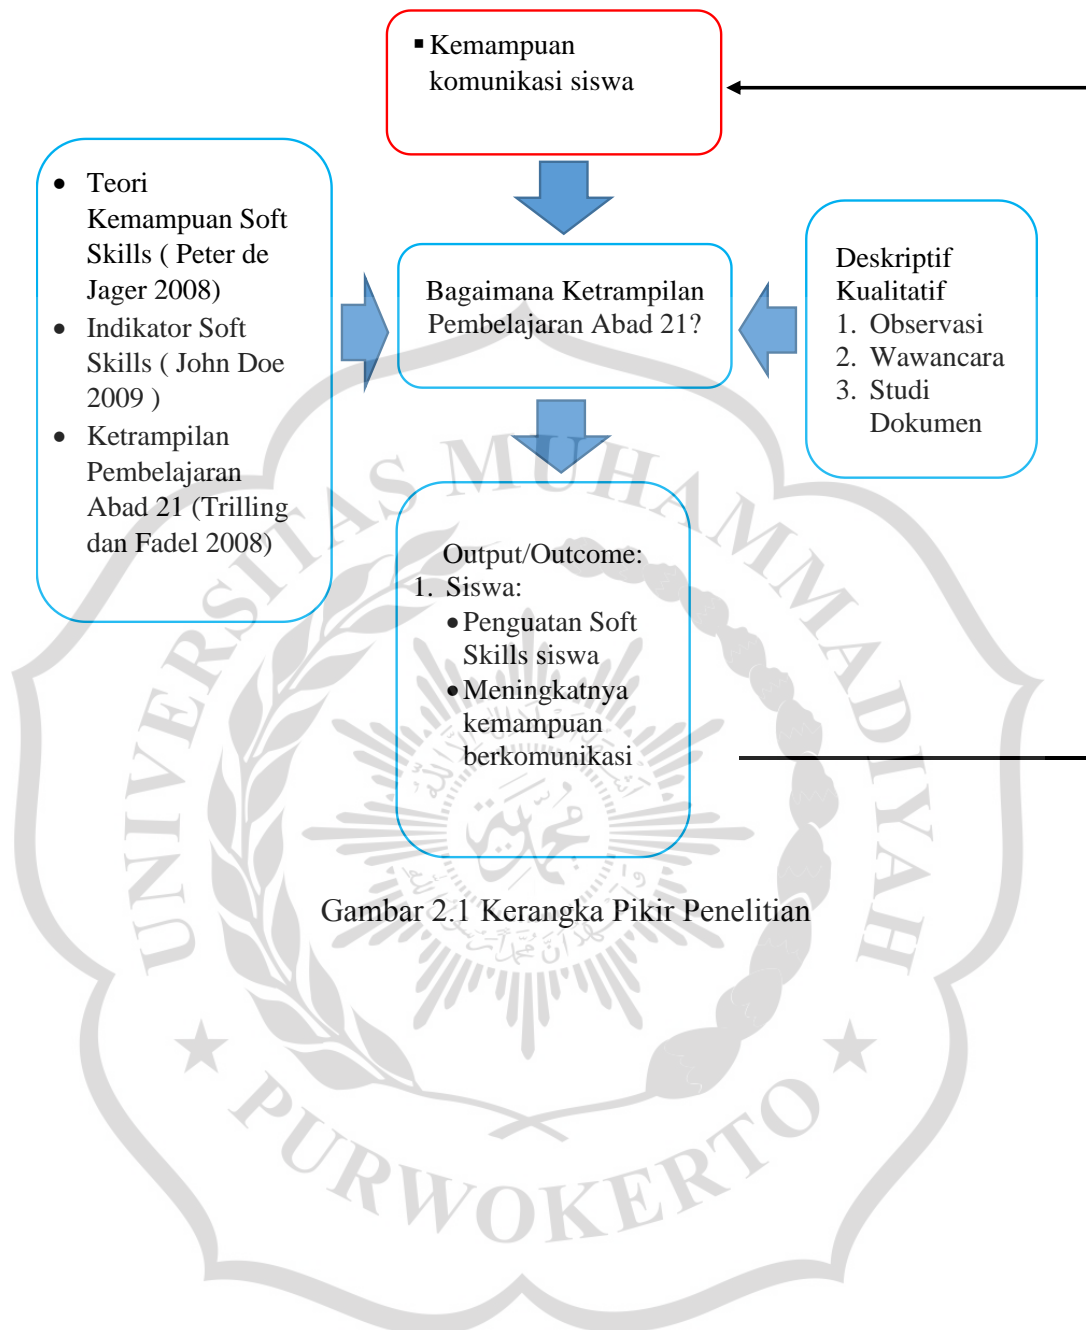 ▪ Kemampuan
komunikasi siswa
• Teori
Kemampuan Soft
Skills ( Peter de
Jager 2008)
• Indikator Soft
Skills ( John Doe
2009 )
• Ketrampilan
Pembelajaran
Abad 21 (Trilling
dan Fadel 2008)
Bagaimana Ketrampilan
Pembelajaran Abad 21?
Deskriptif
Kualitatif
1. Observasi
2. Wawancara
3. Studi
Dokumen
Output/Outcome:
1. Siswa:
• Penguatan Soft
Skills siswa
• Meningkatnya
kemampuan
berkomunikasi
Gambar 2.1 Kerangka Pikir Penelitian
UNIVERSITAS MUHAMMADIYAH
PURWOKERTO
محمدية